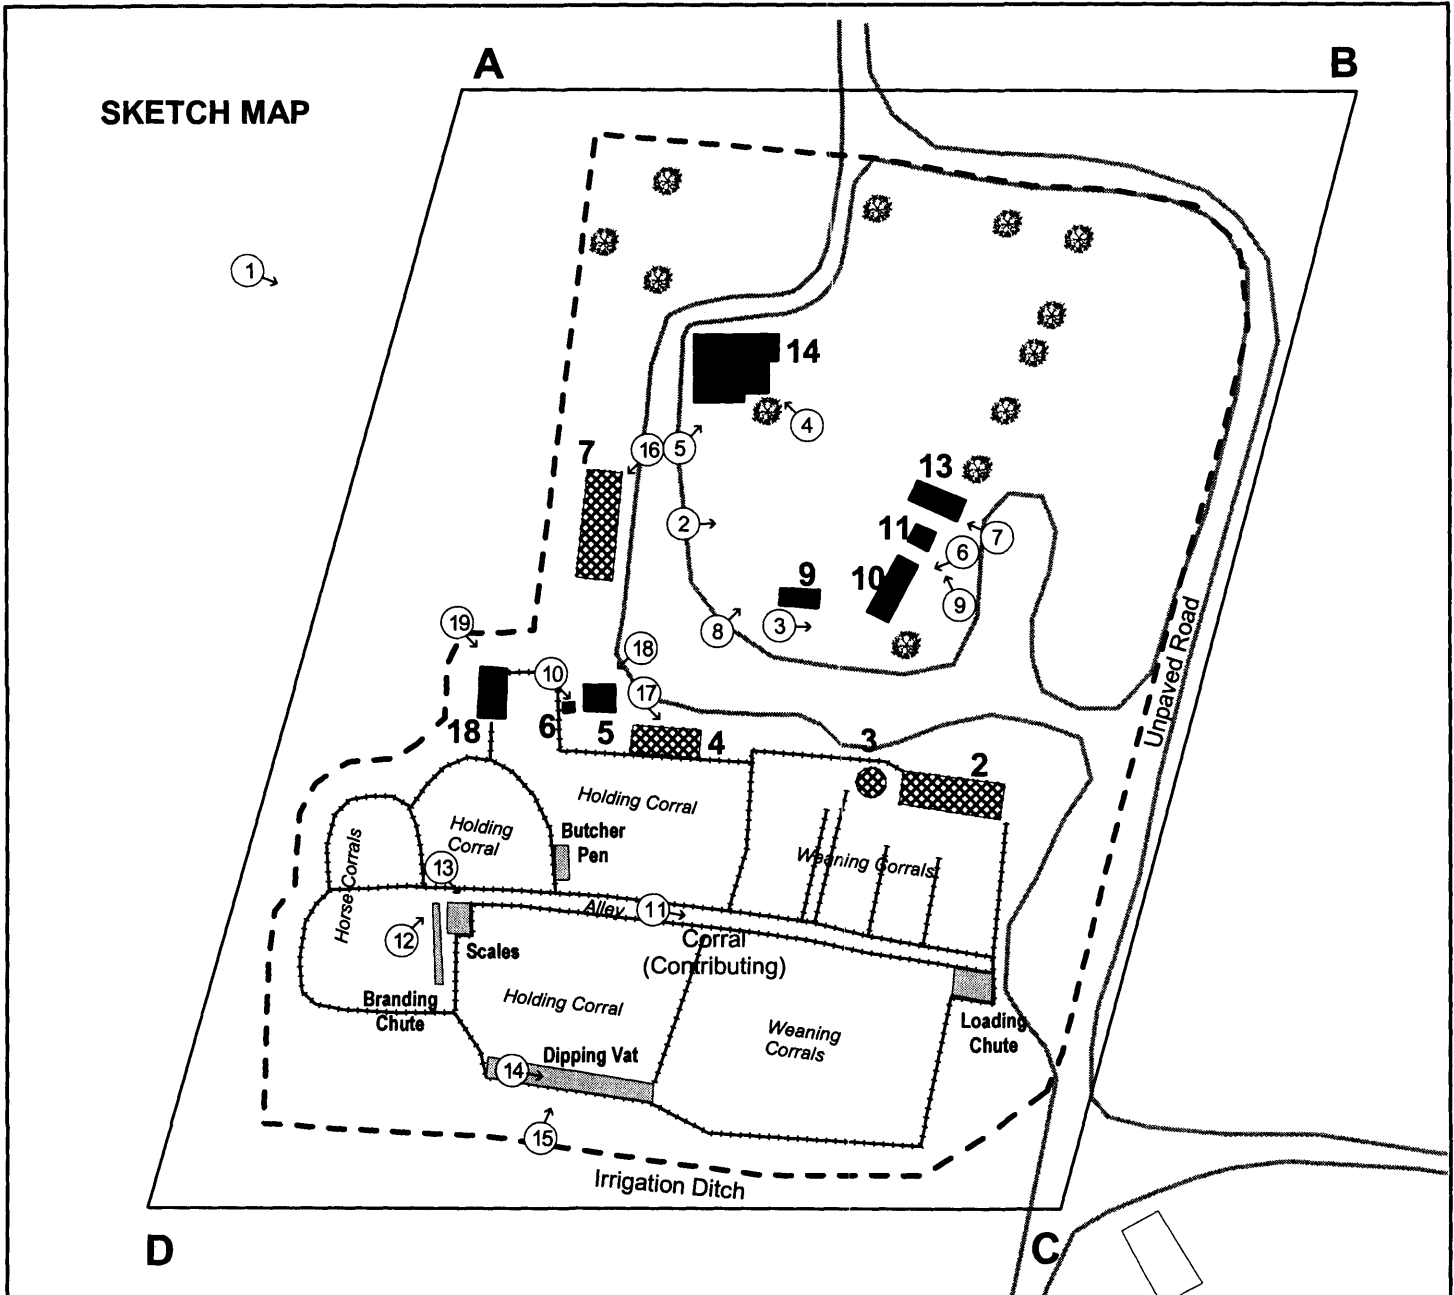 A
B
SKETCH MAP
1
14
4
7
16
5
13
2
11
7
6
10
9
9
3
8
19
18
10
17
Unpaved Road
18
6
5
4
3
2
Holding Corral
Holding
Corral
Butcher
Pen
Weaning Corrals
Horse Corrals
13
Alley
11
12
Corral
(Contributing)
Scales
Branding
Chute
Holding Corral
Weaning
Corrals
Loading
Chute
Dipping Vat
14
15
Irrigation Ditch
D
C